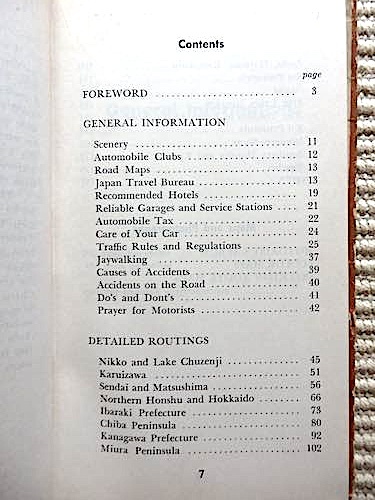 Contents
page
FOREWORD ........................ 3
GENERAL INFORMATION
Scenery ........................ 11
Automobile Clubs ........................ 12
Road Maps ........................ 13
Japan Travel Bureau ........................ 13
Recommended Hotels ........................ 19
Reliable Garages and Service Stations ........ 21
Automobile Tax ........................ 22
Care of Your Car ........................ 24
Traffic Rules and Regulations ............ 25
Jaywalking ........................ 37
Causes of Accidents ........................ 39
Accidents on the Road ........................ 40
Do's and Dont's ........................ 41
Prayer for Motorists ........................ 42
DETAILED ROUTINGS
Nikko and Lake Chuzenji ................ 45
Karuizawa ........................ 51
Sendai and Matsushima ................ 56
Northern Honshu and Hokkaido ........ 66
Ibaraki Prefecture ........................ 73
Chiba Peninsula ........................ 80
Kanagawa Prefecture ........................ 92
Miura Peninsula ........................ 102
7